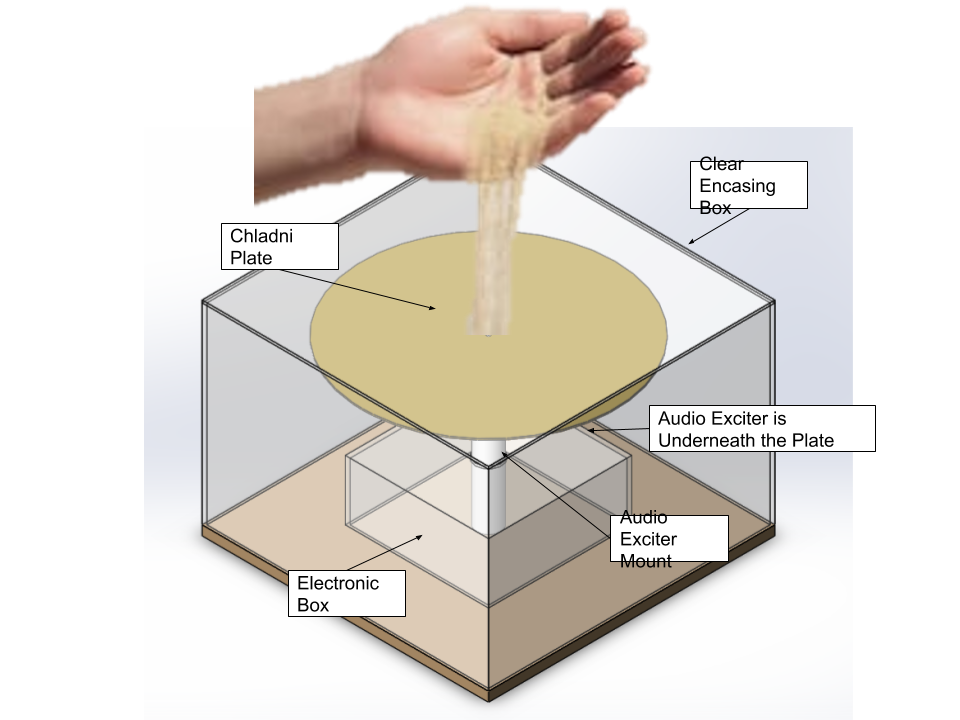 Clear
Encasing
Box
Chladni
Plate
Audio Exciter is
Underneath the Plate
Audio
Exciter
Mount
Electronic
Box